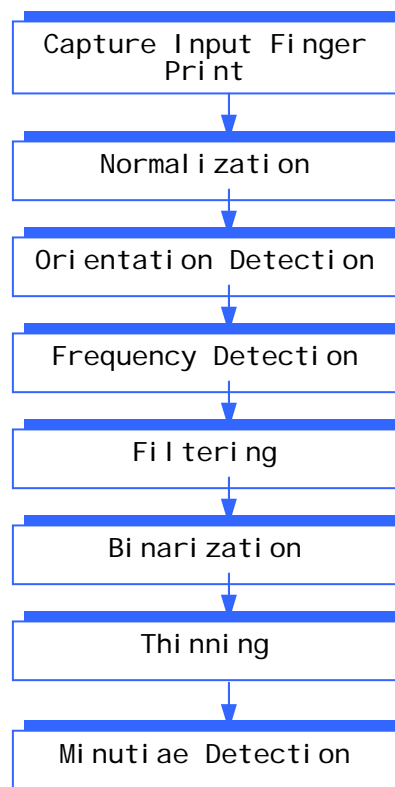 Capture Input Finger
Print
Normalization
Orientation Detection
Frequency Detection
Filtering
Binarization
Thinning
Minutiae Detection